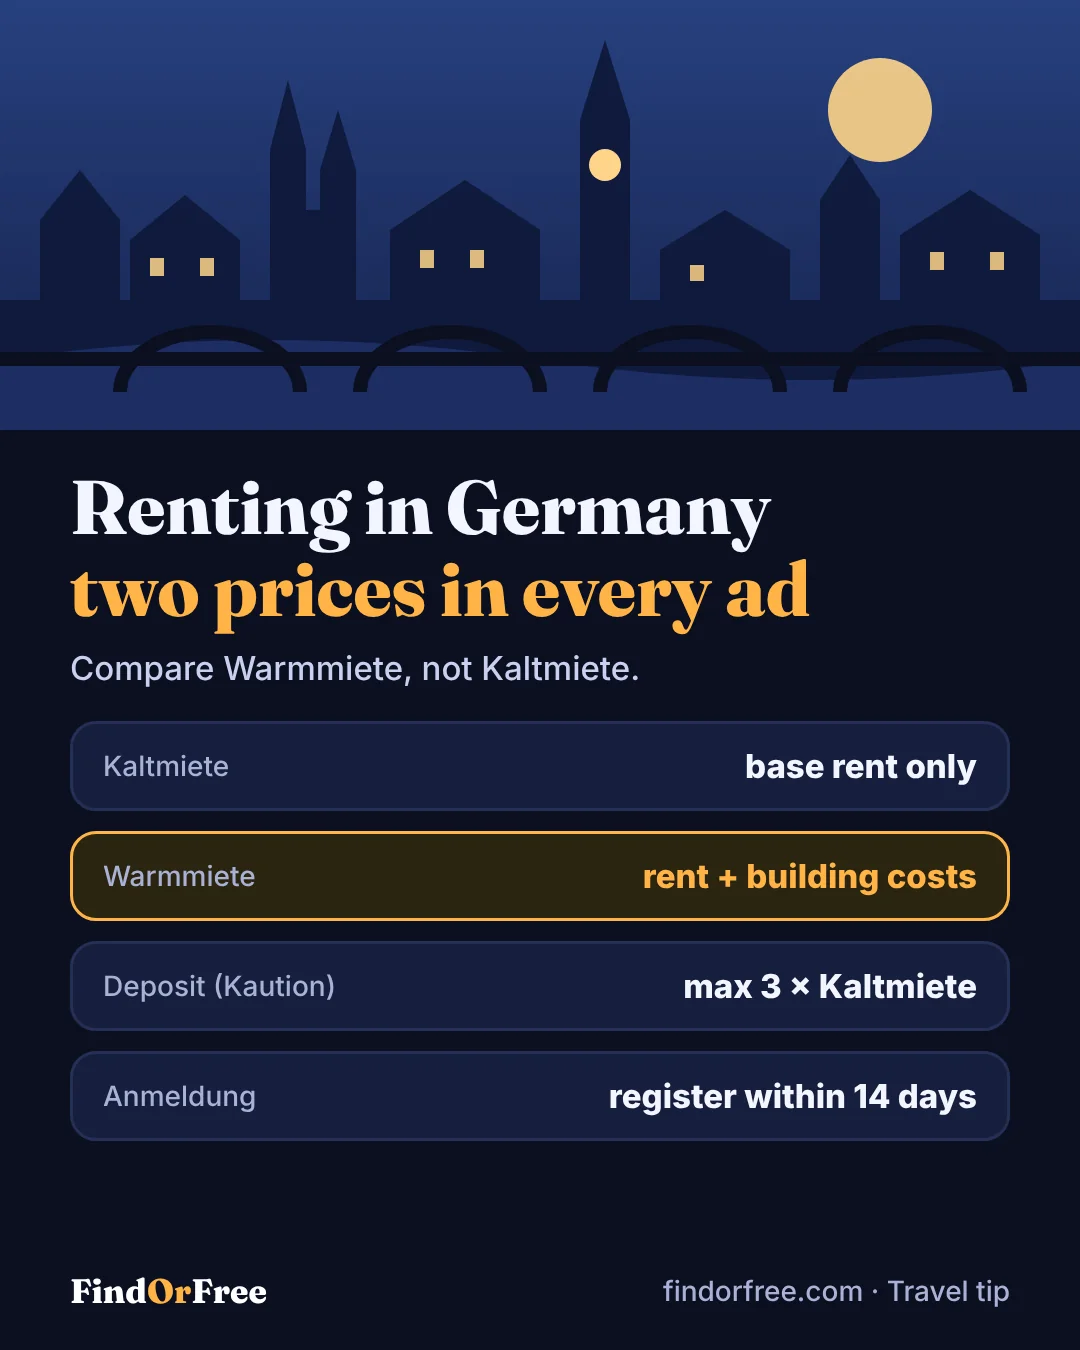 Renting in Germany
two prices in every ad
Compare Warmmiete, not Kaltmiete.
Kaltmiete base rent only
Warmmiete rent + building costs
Deposit (Kaution) max 3 × Kaltmiete
Anmeldung register within 14 days
FindOrFree findorfree.com · Travel tip